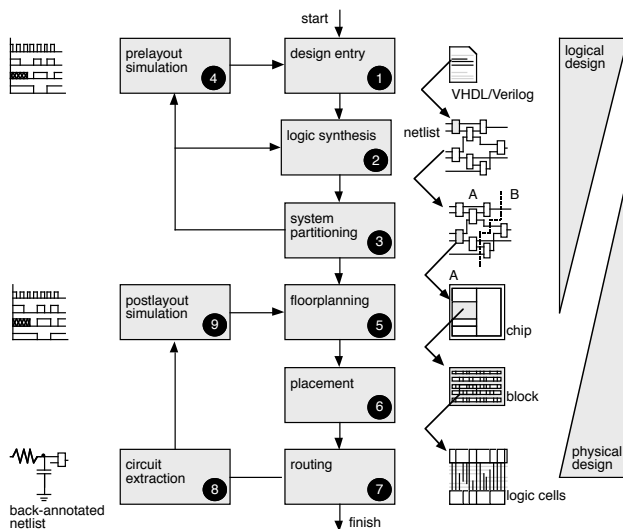 start
prelayout
simulation
4
design entry
1
VHDL/Verilog
logical
design
logic synthesis
2
netlist
system
partitioning
3
A
B
A
postlayout
simulation
9
floorplanning
5
chip
placement
6
block
circuit
extraction
8
routing
7
logic cells
physical
design
back-annotated
netlist
finish